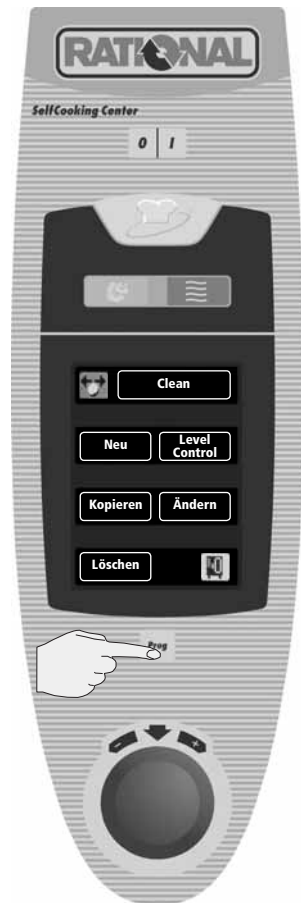 RATIONAL
SelfCooking Center
0 I
Clean
Neu
Level
Control
Kopieren
Ändern
Löschen
Prog
- +